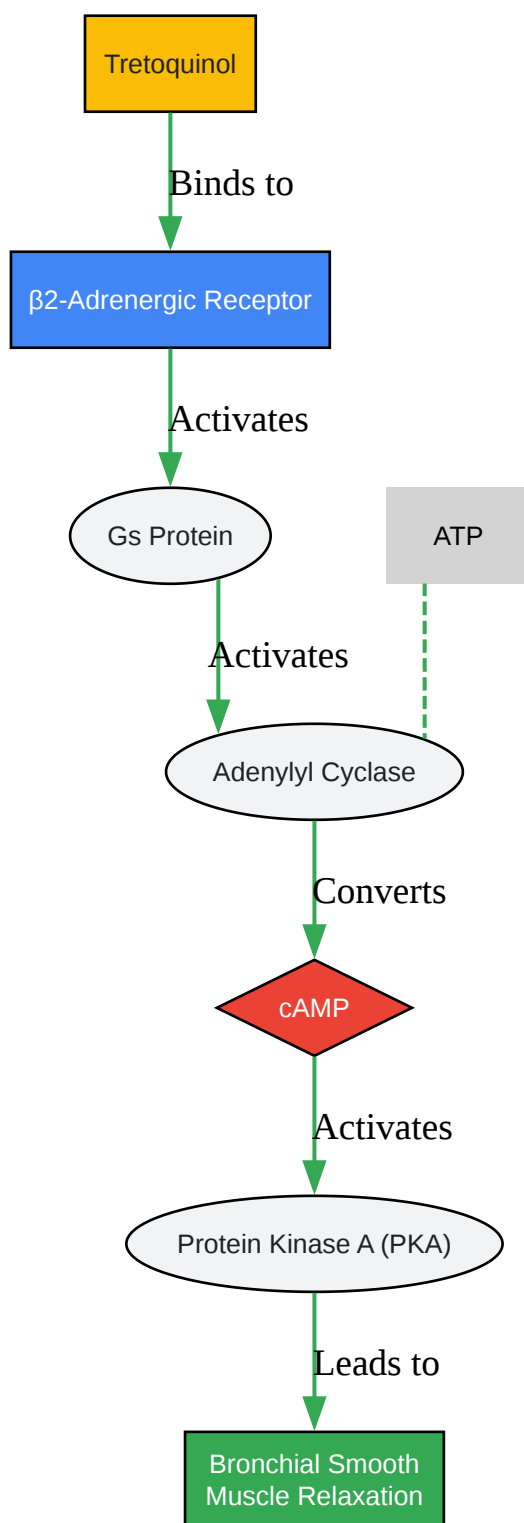 Tretoquinol
Binds to
β2-Adrenergic Receptor
Activates
Gs Protein
ATP
Activates
Adenylyl Cyclase
Converts
cAMP
Activates
Protein Kinase A (PKA)
Leads to
Bronchial Smooth
Muscle Relaxation